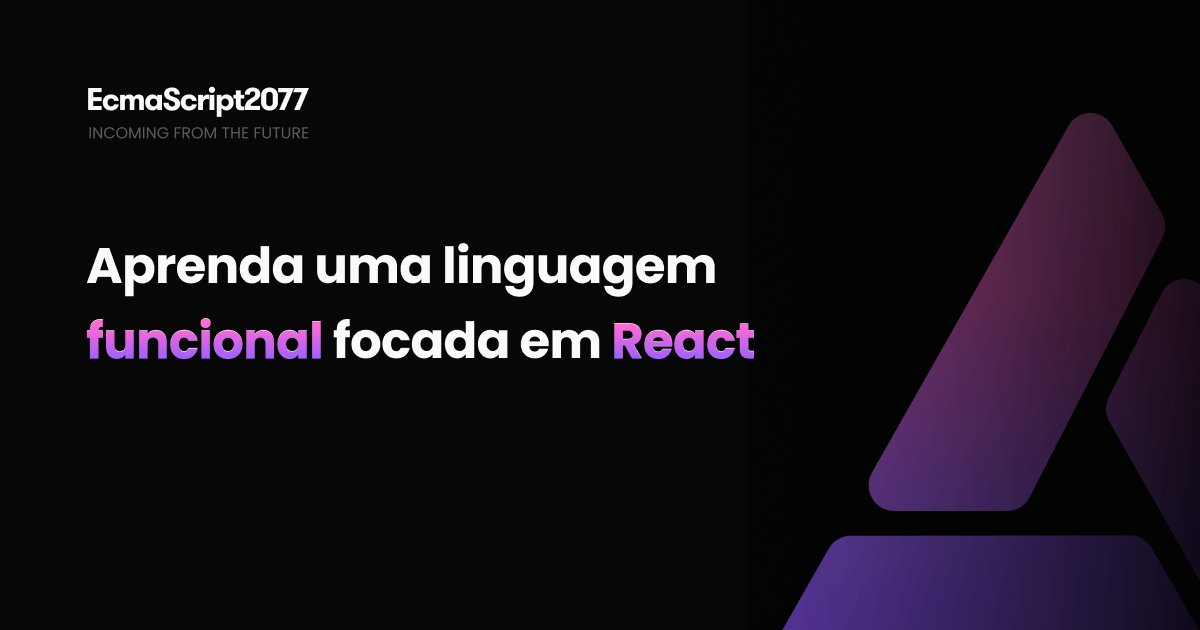 EcmaScript2077
INCOMING FROM THE FUTURE
Aprenda uma linguagem
funcional focada em React